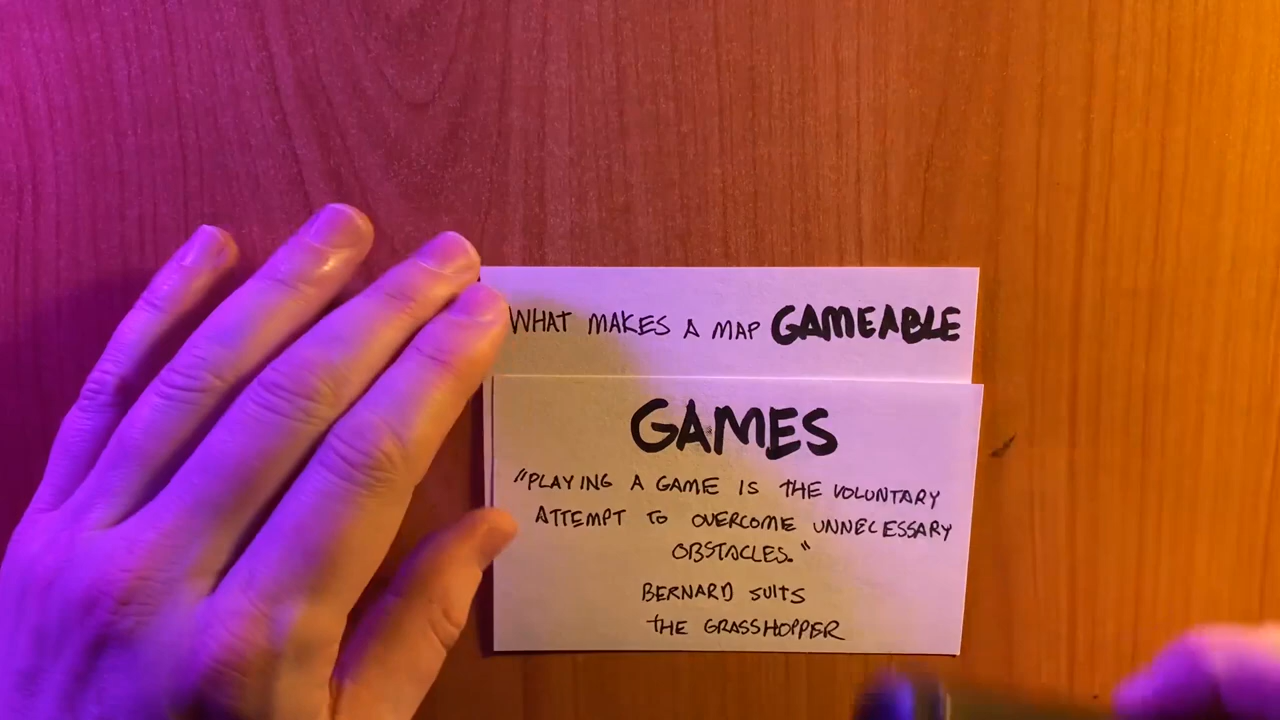 WHAT MAKES A MAP GAMEABLE
GAMES
"PLAYING A GAME IS THE VOLUNTARY
ATTEMPT TO OVERCOME UNNECESSARY
OBSTACLES."
BERNARD SUITS
THE GRASSHOPPER